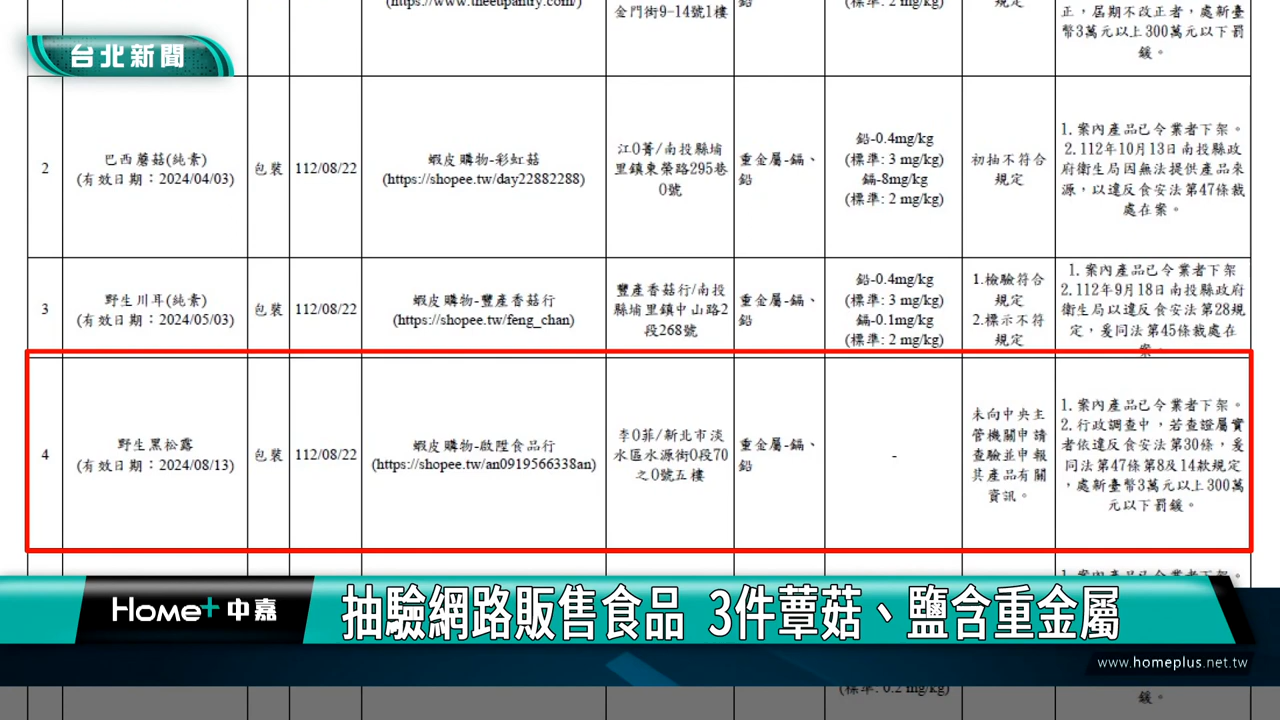 (https://www.theeupantry.com/)
金門街9-14號1樓
鉛
(標準: 2 mg/kg)
規定
正,屆期不改正者,處新臺
幣3萬元以上300萬元以下罰
鍰。
台北新聞
2
巴西蘑菇(純素)
(有效日期:2024/04/03)
包裝
112/08/22
蝦皮購物-彩虹菇
(https://shopee.tw/day22882288)
江O菁/南投縣埔
里鎮東榮路295巷
O號
重金屬-鎘、
鉛
鉛-0.4mg/kg
(標準: 3 mg/kg)
鎘-8mg/kg
(標準: 2 mg/kg)
初抽不符合
規定
1.案內產品已令業者下架。
2.112年10月13日南投縣政
府衛生局因無法提供產品來
源,以違反食安法第47條裁
處在案。
3
野生川耳(純素)
(有效日期:2024/05/03)
包裝
112/08/22
蝦皮購物-豐產香菇行
(https://shopee.tw/feng_chan)
豐產香菇行/南投
縣埔里鎮中山路2
段268號
重金屬-鎘、
鉛
鉛-0.4mg/kg
(標準: 3 mg/kg)
鎘-0.1mg/kg
(標準: 2 mg/kg)
1.檢驗符合
規定
2.標示不符
規定
1.案內產品已令業者下架
2.112年9月18日南投縣政府
衛生局以違反食安法第28規
定,爰同法第45條裁處在
案。
4
野生黑松露
(有效日期:2024/08/13)
包裝
112/08/22
蝦皮購物-啟陞食品行
(https://shopee.tw/an0919566338an)
李O菲/新北市淡
水區水源街O段70
之O號五樓
重金屬-鎘、
鉛
-
未向中央主
管機關申請
查驗並申報
其產品有關
資訊。
1.案內產品已令業者下架。
2.行政調查中,若查證屬實
者依違反食安法第30條,爰
同法第47條第8及14款規定
,處新臺幣3萬元以上300萬
元以下罰鍰。
1.案內產品已令業者下架。
Home+中嘉
抽驗網路販售食品 3件蕈菇、鹽含重金屬
www.homeplus.net.tw
(標準: 0.2 mg/kg)
鍰。